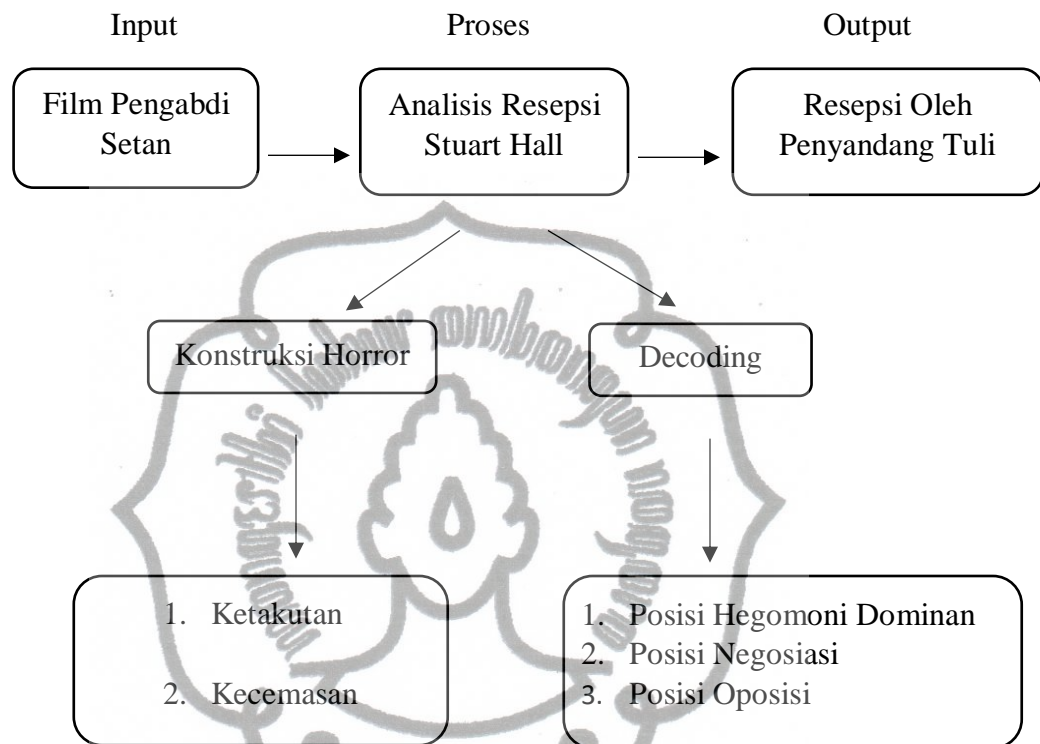 Input
Proses
Output
Film Pengabdi
Setan
Analisis Resepsi
Stuart Hall
Resepsi Oleh
Penyandang Tuli
Konstruksi Horror
Decoding
1. Ketakutan
2. Kecemasan
1. Posisi Hegomoni Dominan
2. Posisi Negosiasi
3. Posisi Oposisi